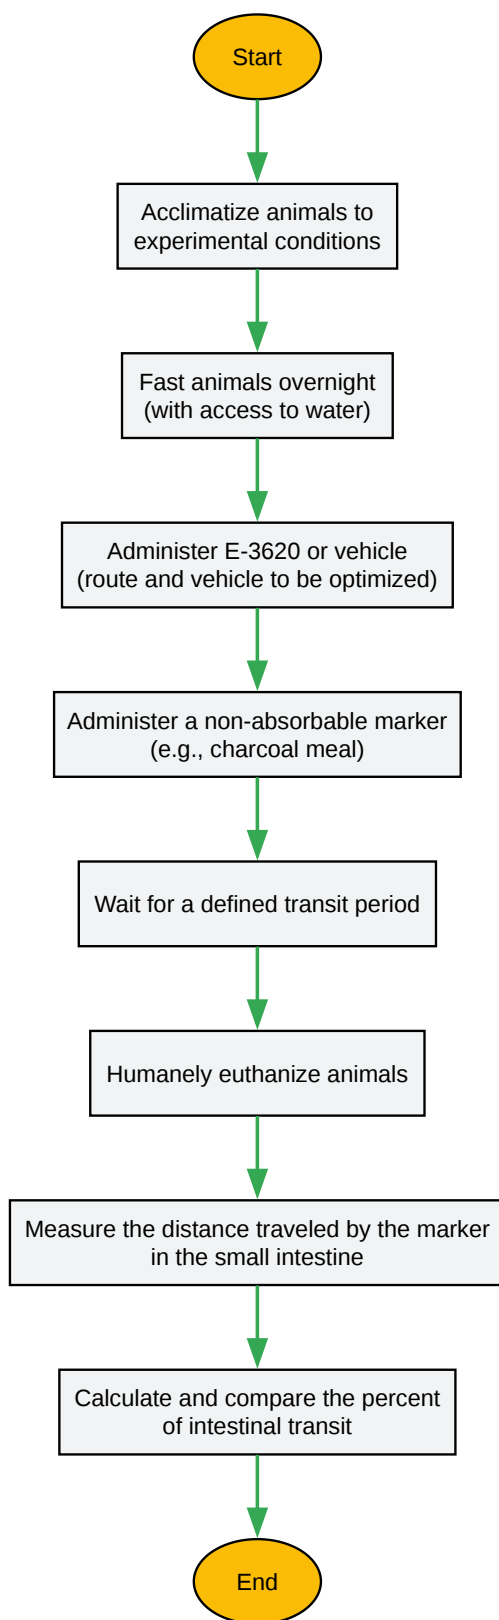 Start
Acclimatize animals to
experimental conditions
Fast animals overnight
(with access to water)
Administer E-3620 or vehicle
(route and vehicle to be optimized)
Administer a non-absorbable marker
(e.g., charcoal meal)
Wait for a defined transit period
Humanely euthanize animals
Measure the distance traveled by the marker
in the small intestine
Calculate and compare the percent
of intestinal transit
End